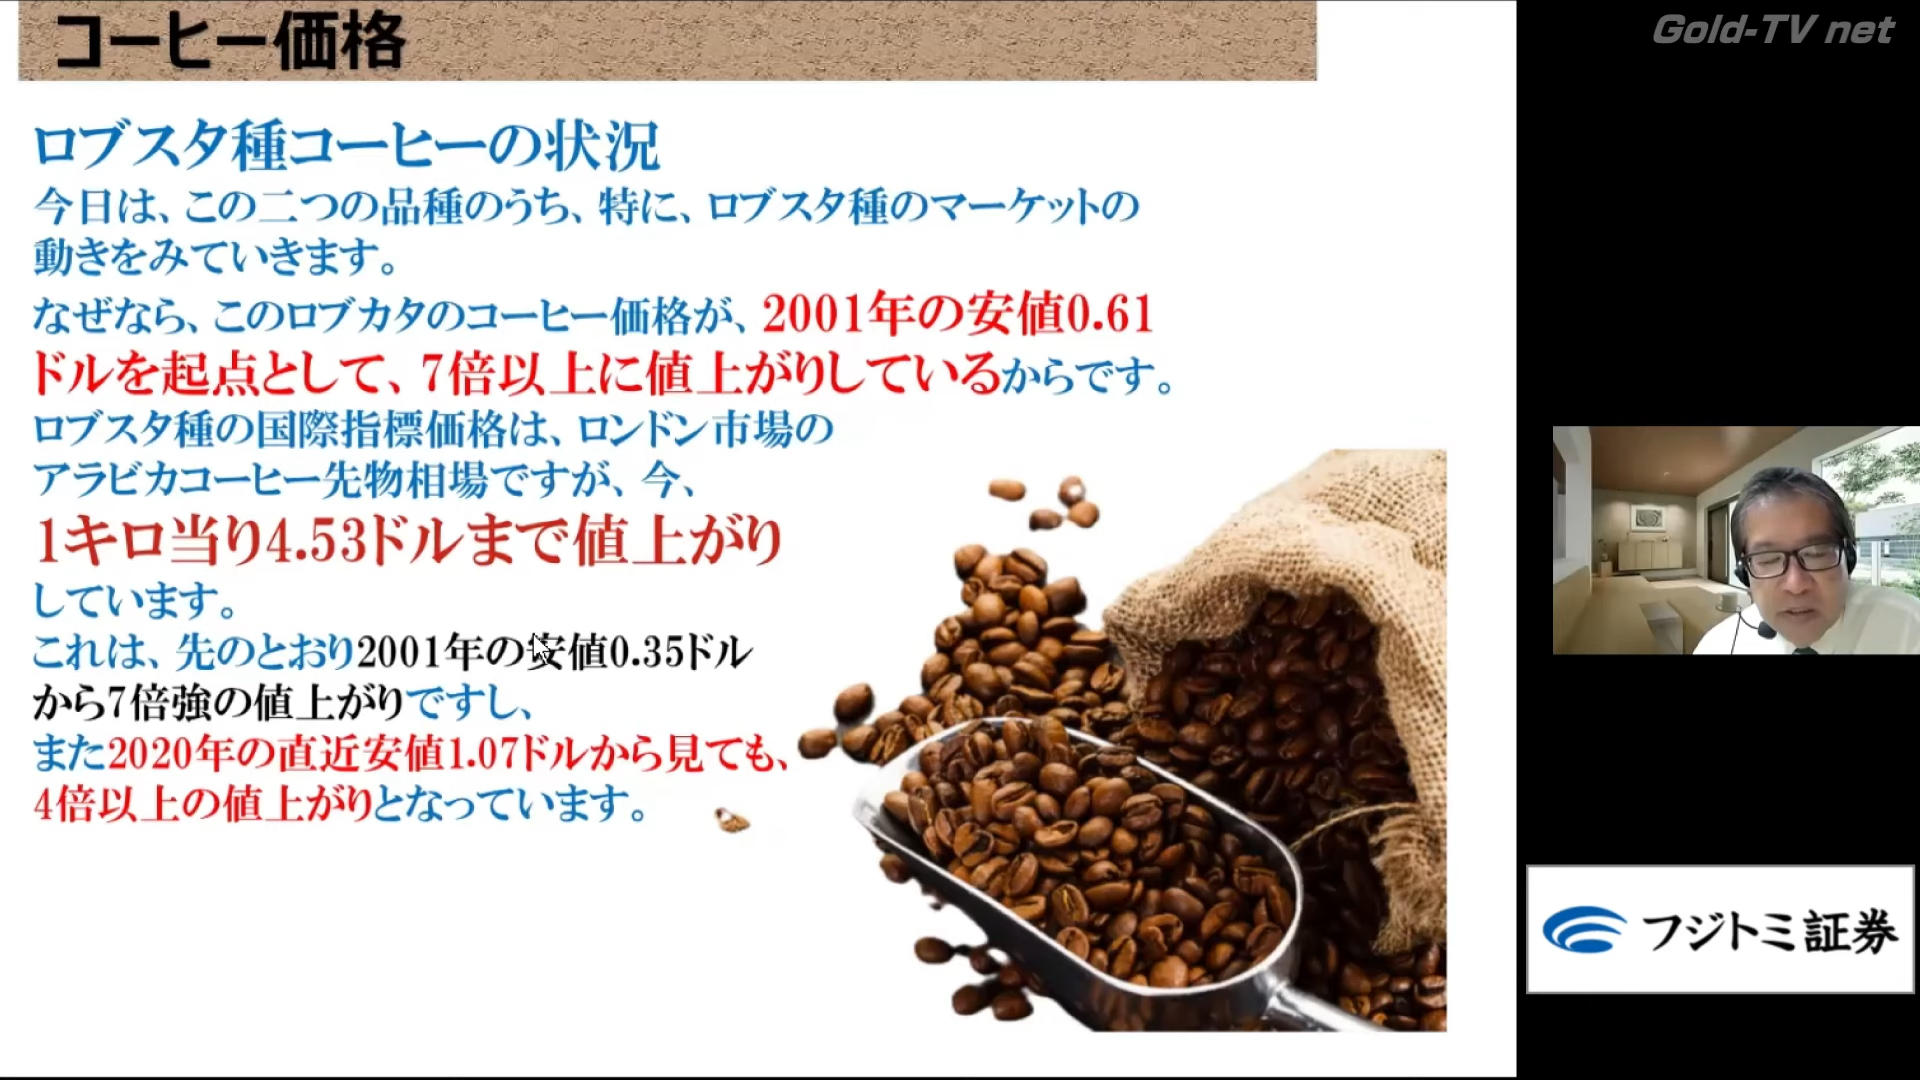 コーヒー価格
Gold-TV net
ロブスタ種コーヒーの状況
今日は、この二つの品種のうち、特に、ロブスタ種のマーケットの
動きをみていきます。
なぜなら、このロブカタのコーヒー価格が、2001年の安値0.61
ドルを起点として、7倍以上に値上がりしているからです。
ロブスタ種の国際指標価格は、ロンドン市場の
アラビカコーヒー先物相場ですが、今、
1キロ当り4.53ドルまで値上がり
しています。
これは、先のとおり2001年の安値0.35ドル
から7倍強の値上がりですし、
また2020年の直近安値1.07ドルから見ても、
4倍以上の値上がりとなっています。
フジトミ証券